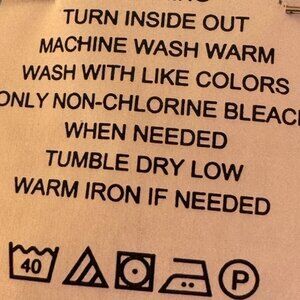 TURN INSIDE OUT
MACHINE WASH WARM
WASH WITH LIKE COLORS
ONLY NON-CHLORINE BLEACH
WHEN NEEDED
TUMBLE DRY LOW
WARM IRON IF NEEDED
40 P